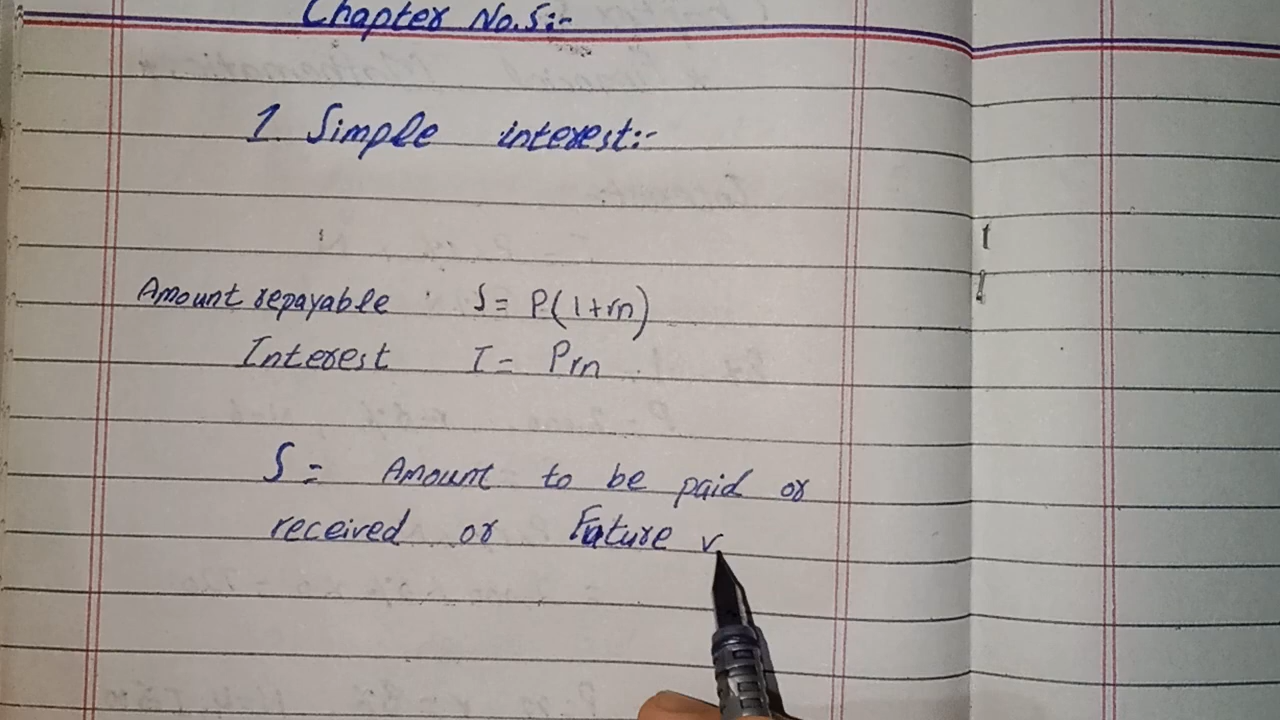 Chapter No.5:-
1 Simple interest:-
Amount repayable S= P(1+rn)
Interest I= Prn
S= Amount to be paid or
received or Future v